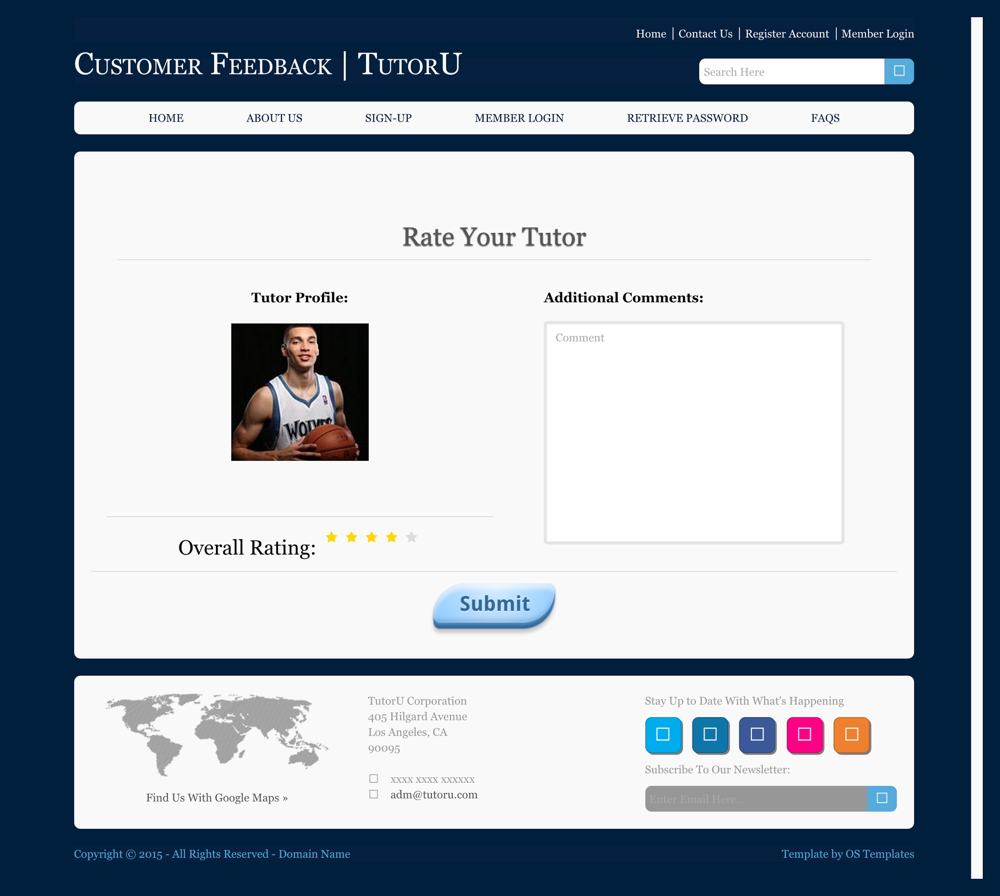 Home | Contact Us | Register Account | Member Login
Customer Feedback | TutorU
Search Here
HOME ABOUT US SIGN-UP MEMBER LOGIN RETRIEVE PASSWORD FAQS
Rate Your Tutor
Tutor Profile:
WOLVES
Overall Rating:
Additional Comments:
Comment
Submit
Find Us With Google Maps »
TutorU Corporation
405 Hilgard Avenue
Los Angeles, CA
90095
xxxx xxxx xxxxxx
adm@tutoru.com
Stay Up to Date With What's Happening
Subscribe To Our Newsletter:
Enter Email Here...
Copyright © 2015 - All Rights Reserved - Domain Name
Template by OS Templates